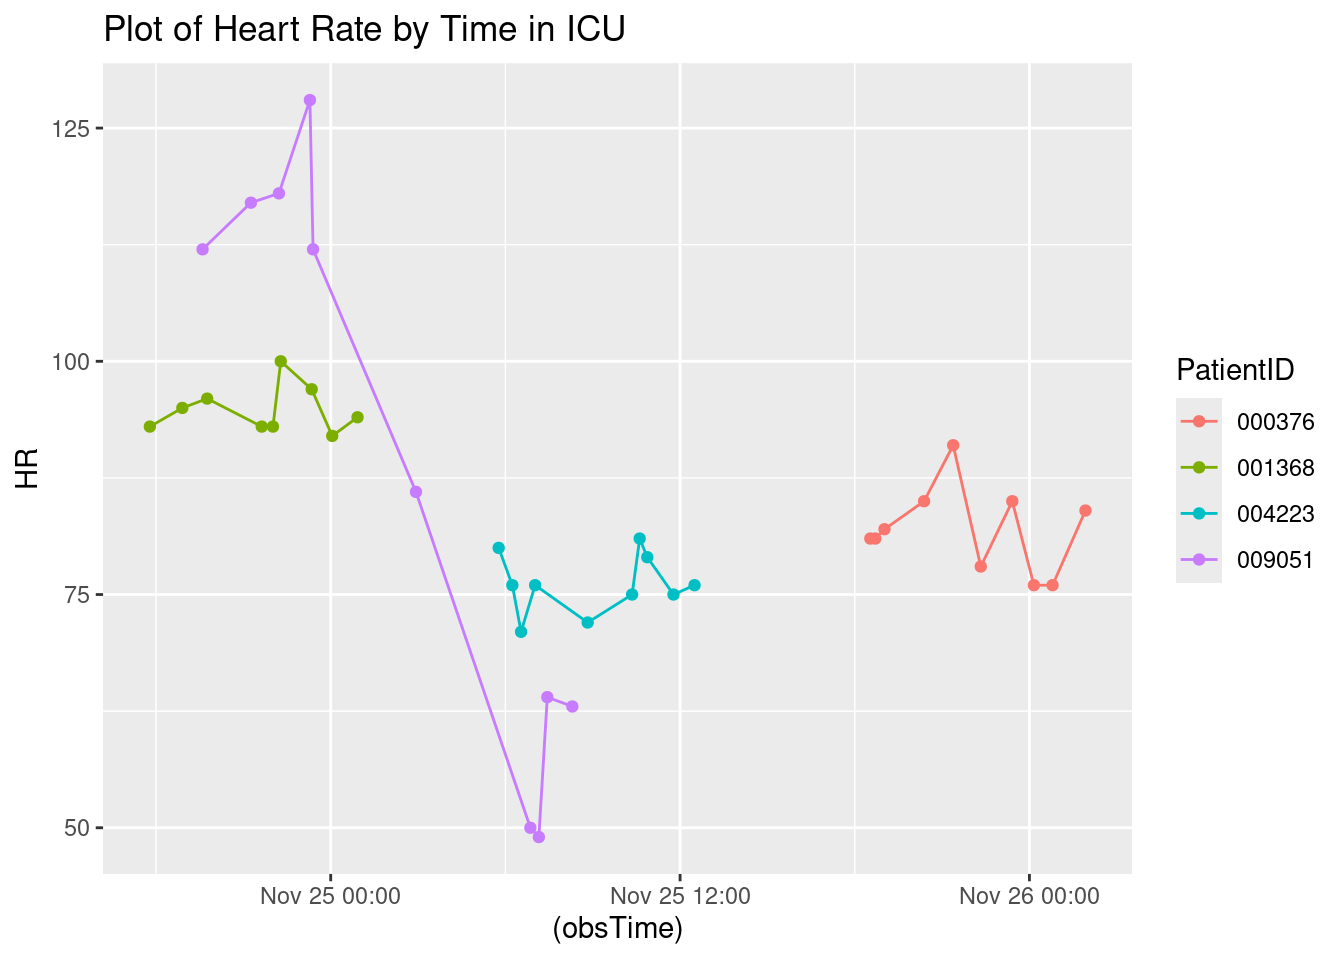 Plot of Heart Rate by Time in ICU
125
100
75
50
HR
Nov 25 00:00
Nov 25 12:00
Nov 26 00:00
(obsTime)
PatientID
000376
001368
004223
009051